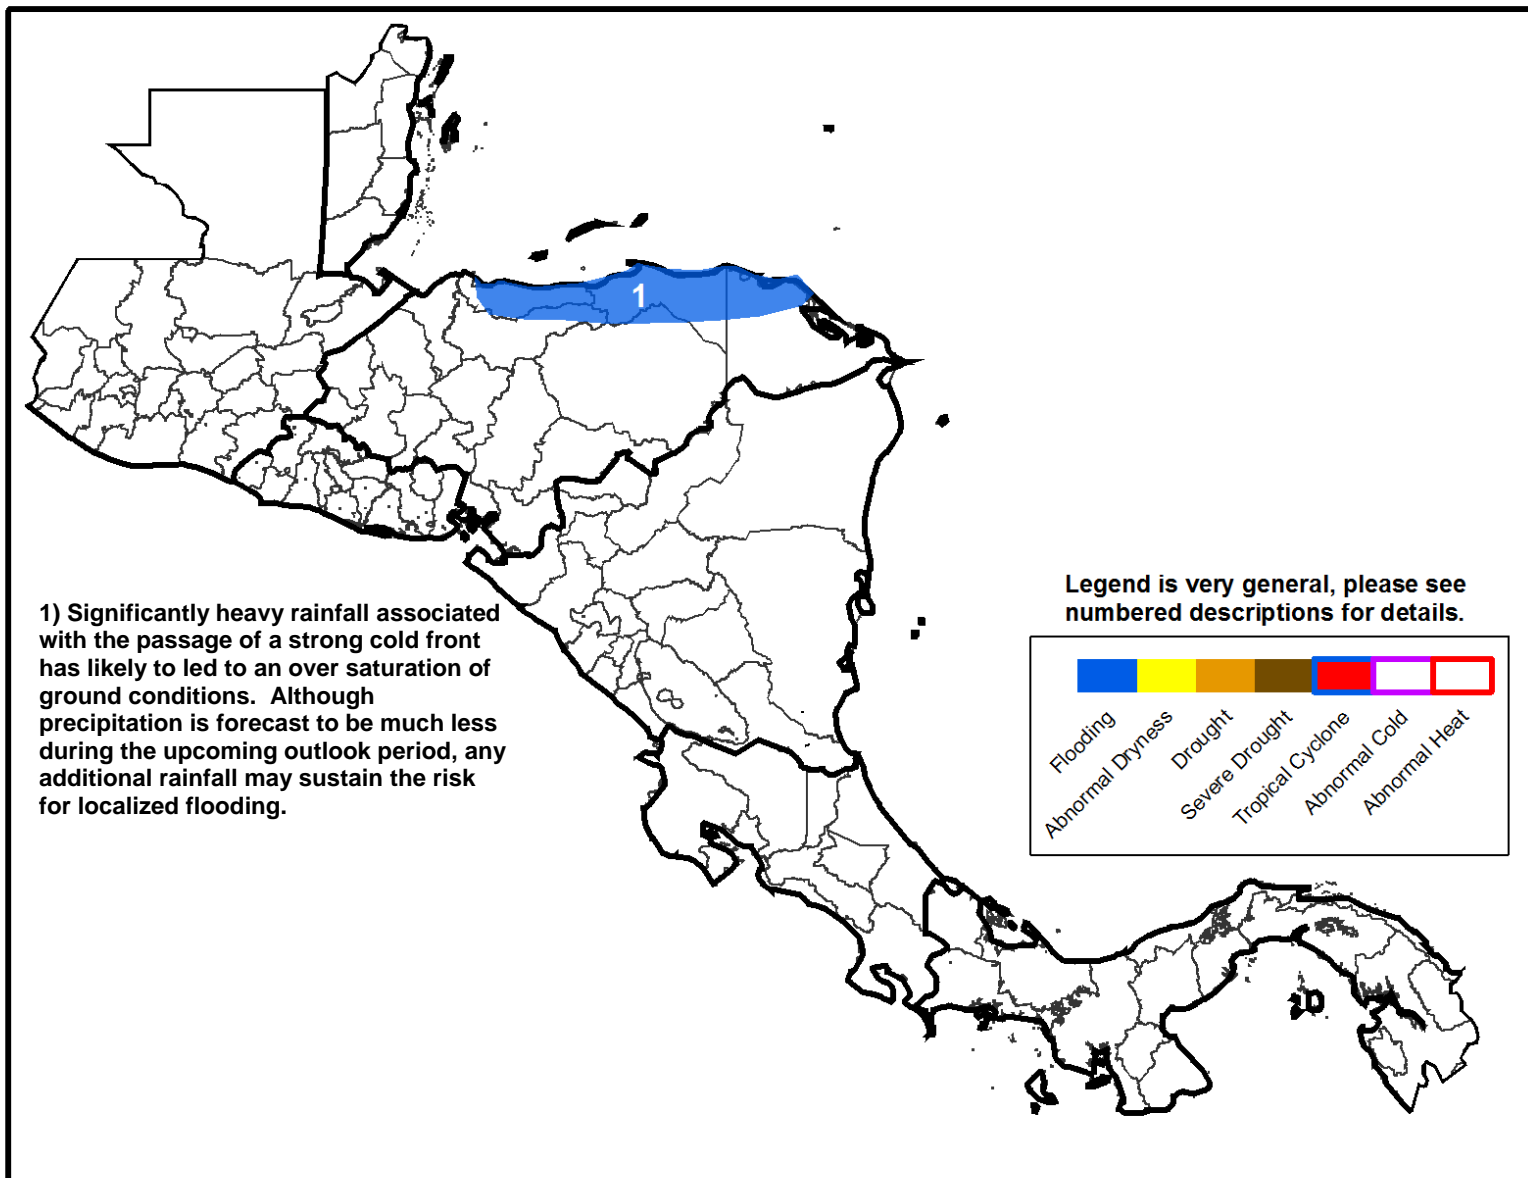 1
1) Significantly heavy rainfall associated
with the passage of a strong cold front
has likely to led to an over saturation of
ground conditions.  Although
precipitation is forecast to be much less
during the upcoming outlook period, any
additional rainfall may sustain the risk
for localized flooding.
Legend is very general, please see
numbered descriptions for details.
Flooding
Abnormal Dryness
Drought
Severe Drought
Tropical Cyclone
Abnormal Cold
Abnormal Heat